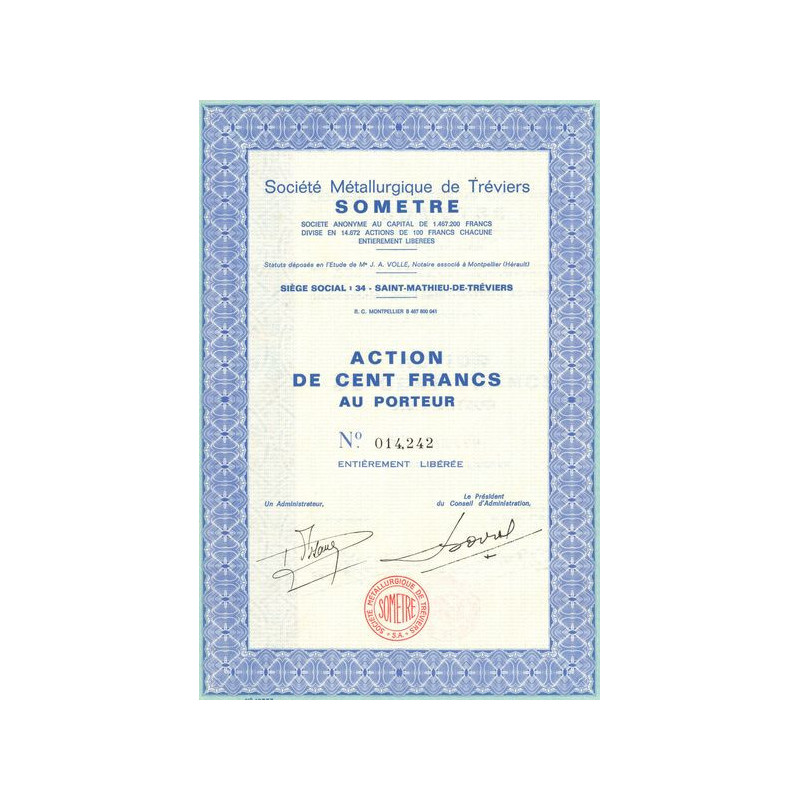 Société Métallurgique de Tréviers
SOMETRE
SOCIETE ANONYME AU CAPITAL DE 1.467.200 FRANCS
DIVISE EN 14.672 ACTIONS DE 100 FRANCS CHACUNE
ENTIEREMENT LIBEREES
Statuts déposés en l'Etude de Me J. A. VOLLE, Notaire associé à Montpellier (Hérault)
SIÈGE SOCIAL : 34 - SAINT-MATHIEU-DE-TRÉVIERS
R. C. MONTPELLIER B 467 800 041
ACTION
DE CENT FRANCS
AU PORTEUR
No. 014,242
ENTIÈREMENT LIBÉRÉE
Un Administrateur,
Le Président
du Conseil d'Administration,
SOCIÉTÉ MÉTALLURGIQUE DE TRÉVIERS
SOMETRE
S.A.